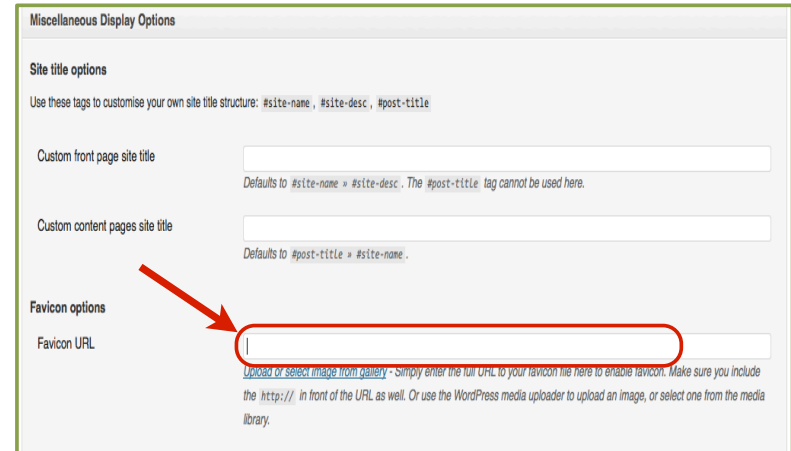 Miscellaneous Display Options
Site title options
Use these tags to customise your own site title structure: #site-name , #site-desc , #post-title
Custom front page site title
Defaults to #site-name » #site-desc . The #post-title tag cannot be used here.
Custom content pages site title
Defaults to #post-title » #site-name .
Favicon options
Favicon URL
Upload or select image from gallery - Simply enter the full URL to your favicon file here to enable favicon. Make sure you include
the http:// in front of the URL as well. Or use the WordPress media uploader to upload an image, or select one from the media
library.